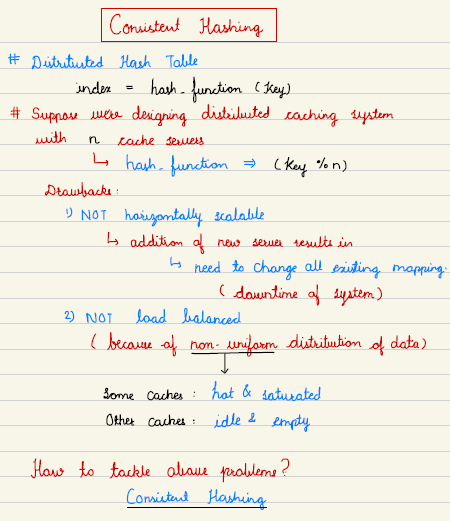 Consistent Hashing
# Distributed Hash Table
index = hash_function (Key)
# Suppose we're designing distributed caching system
with n cache servers
↳ hash_function ⇒ (Key % n)
Drawbacks:
1) NOT horizontally scalable
↳ addition of new server results in
↳ need to change all existing mapping.
(downtime of system)
2) NOT load balanced
(because of non-uniform distribution of data)
Some caches : hot & saturated
Other caches : idle & empty
How to tackle above problems?
Consistent Hashing